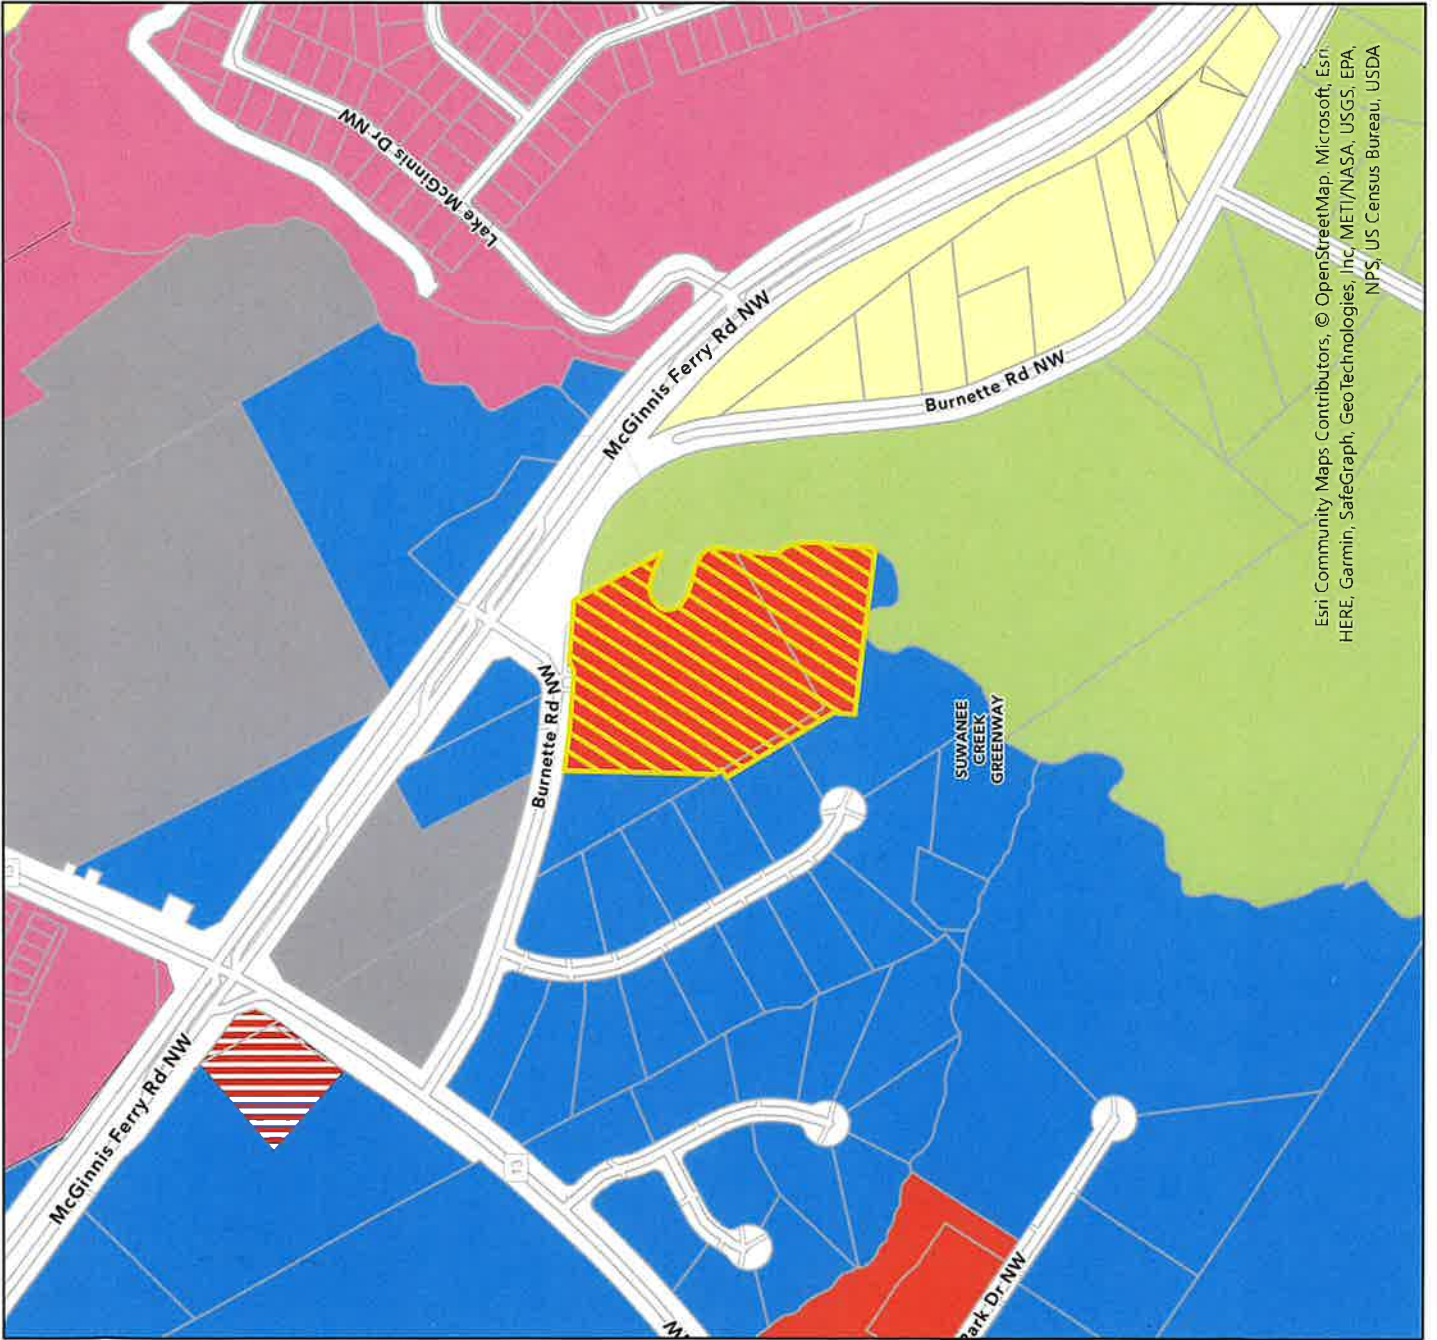 Lake McGinnis Dr NW
McGinnis Ferry Rd NW
Burnette Rd NW
Burnette Rd NW
NW
SUWANEE
CREEK
GREENWAY
McGinnis Ferry Rd NW
13
Park Dr NW
W
Esri Community Maps Contributors, © OpenStreetMap, Microsoft, Esri,
HERE, Garmin, SafeGraph, GeoTechnologies, Inc, METI/NASA, USGS, EPA,
NPS, US Census Bureau, USDA